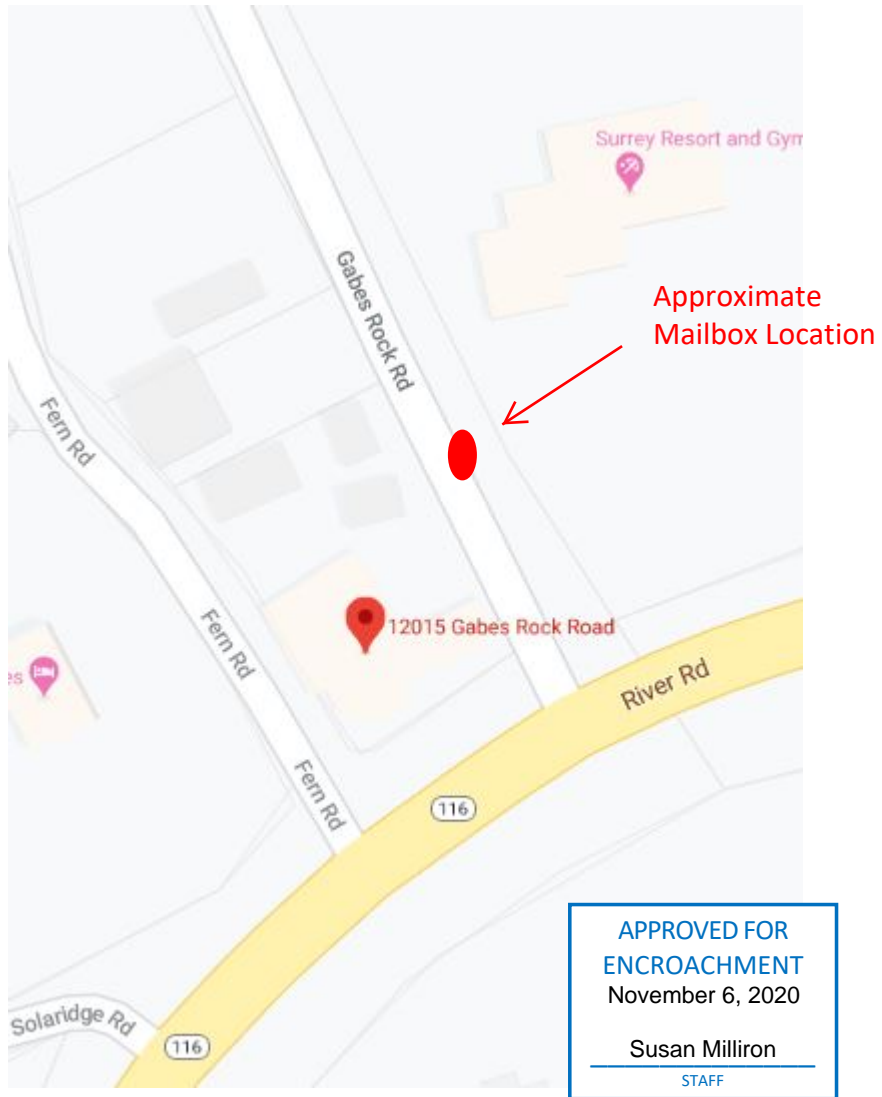 Surrey Resort and Gym
Gabes Rock Rd
Approximate
Mailbox Location
Fern Rd
Fern Rd
12015 Gabes Rock Road
es
River Rd
Fern Rd
116
APPROVED FOR
ENCROACHMENT
November 6, 2020
Susan Milliron
STAFF
Solaridge Rd
116